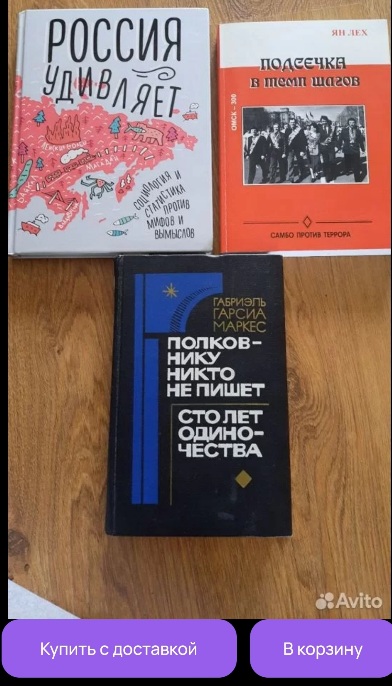 РОССИЯ
УДИВЛЯЕТ
СОЦИОЛОГИЯ И
СТАТИСТИКА
ПРОТИВ
МИФОВ И
ВЫМЫСЛОВ
ЯН ЛЕХ
ПОДСЕЧКА
В ТЕМП ШАГОВ
ОМСК – 300
САМБО ПРОТИВ ТЕРРОРА
ГАБРИЭЛЬ
ГАРСИА
МАРКЕС
ПОЛКОВ-
НИКУ
НИКТО
НЕ ПИШЕТ
СТО ЛЕТ
ОДИНО-
ЧЕСТВА
Avito
Купить с доставкой
В корзину